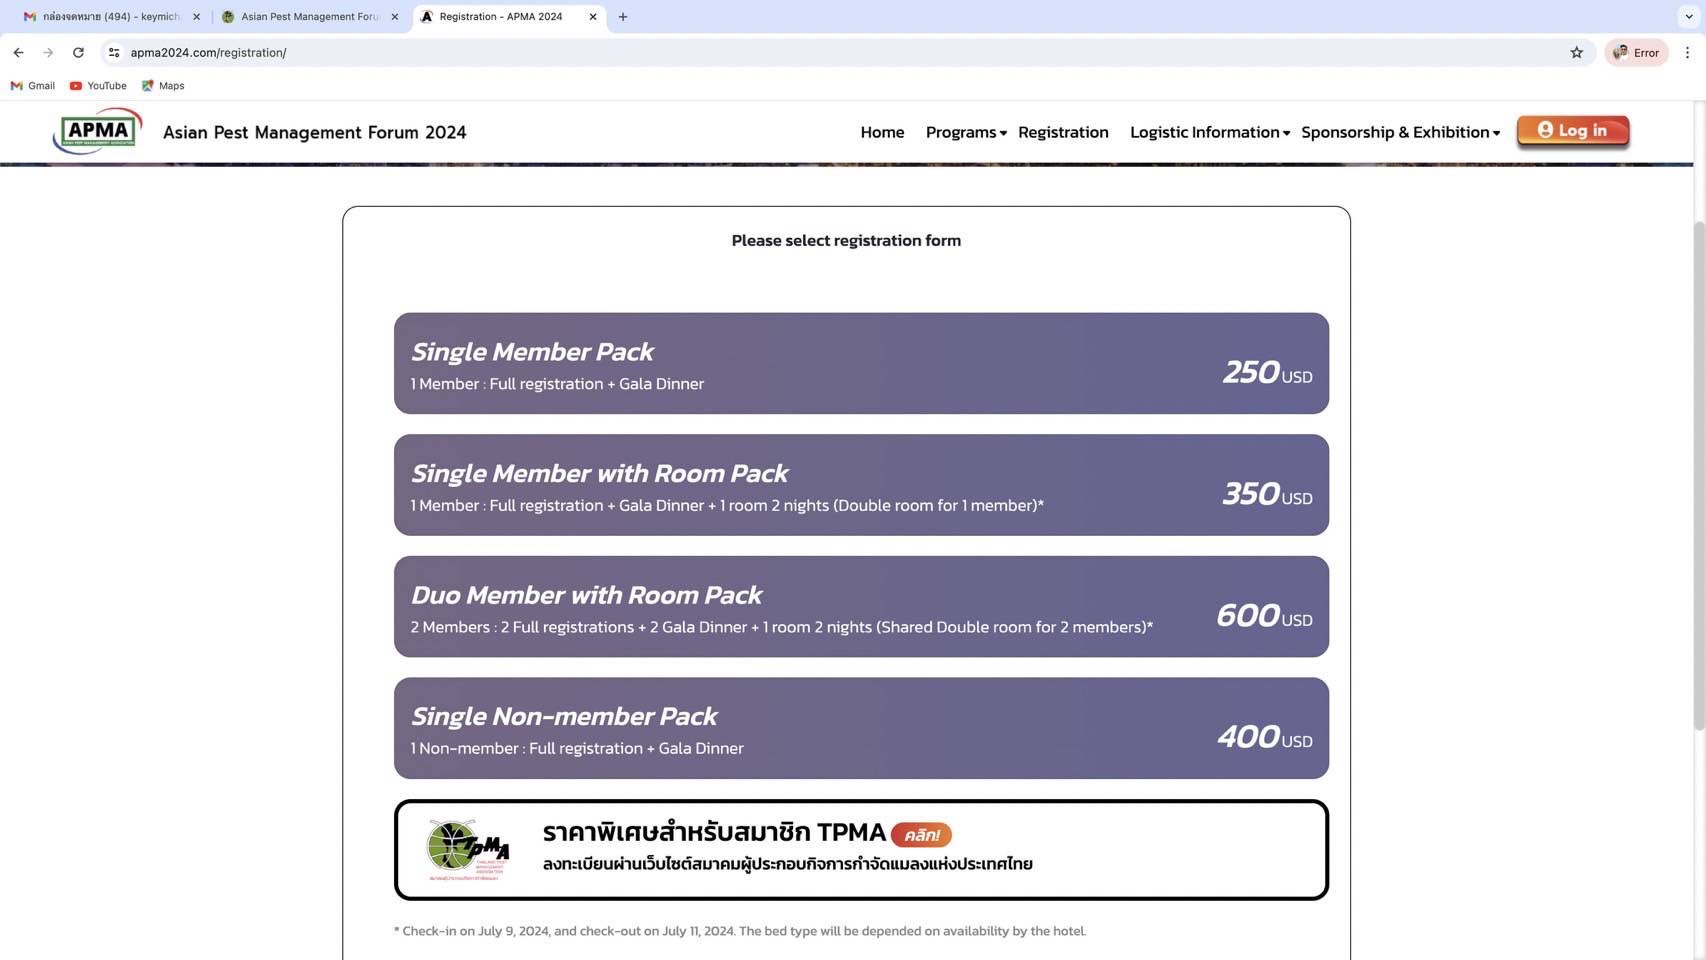 กล่องจดหมาย (494) - keymich
Asian Pest Management Foru
Registration - APMA 2024
apma2024.com/registration/
Error
Gmail
YouTube
Maps
APMA
Asian Pest Management Forum 2024
Home
Programs
Registration
Logistic Information
Sponsorship & Exhibition
Log in
Please select registration form
Single Member Pack
1 Member : Full registration + Gala Dinner
250 USD
Single Member with Room Pack
1 Member : Full registration + Gala Dinner + 1 room 2 nights (Double room for 1 member)*
350 USD
Duo Member with Room Pack
2 Members : 2 Full registrations + 2 Gala Dinner + 1 room 2 nights (Shared Double room for 2 members)*
600 USD
Single Non-member Pack
1 Non-member : Full registration + Gala Dinner
400 USD
TPMA
THAILAND PEST
MANAGEMENT
ASSOCIATION
ราคาพิเศษสำหรับสมาชิก TPMA คลิก!
ลงทะเบียนผ่านเว็บไซต์สมาคมผู้ประกอบกิจการกำจัดแมลงแห่งประเทศไทย
* Check-in on July 9, 2024, and check-out on July 11, 2024. The bed type will be depended on availability by the hotel.